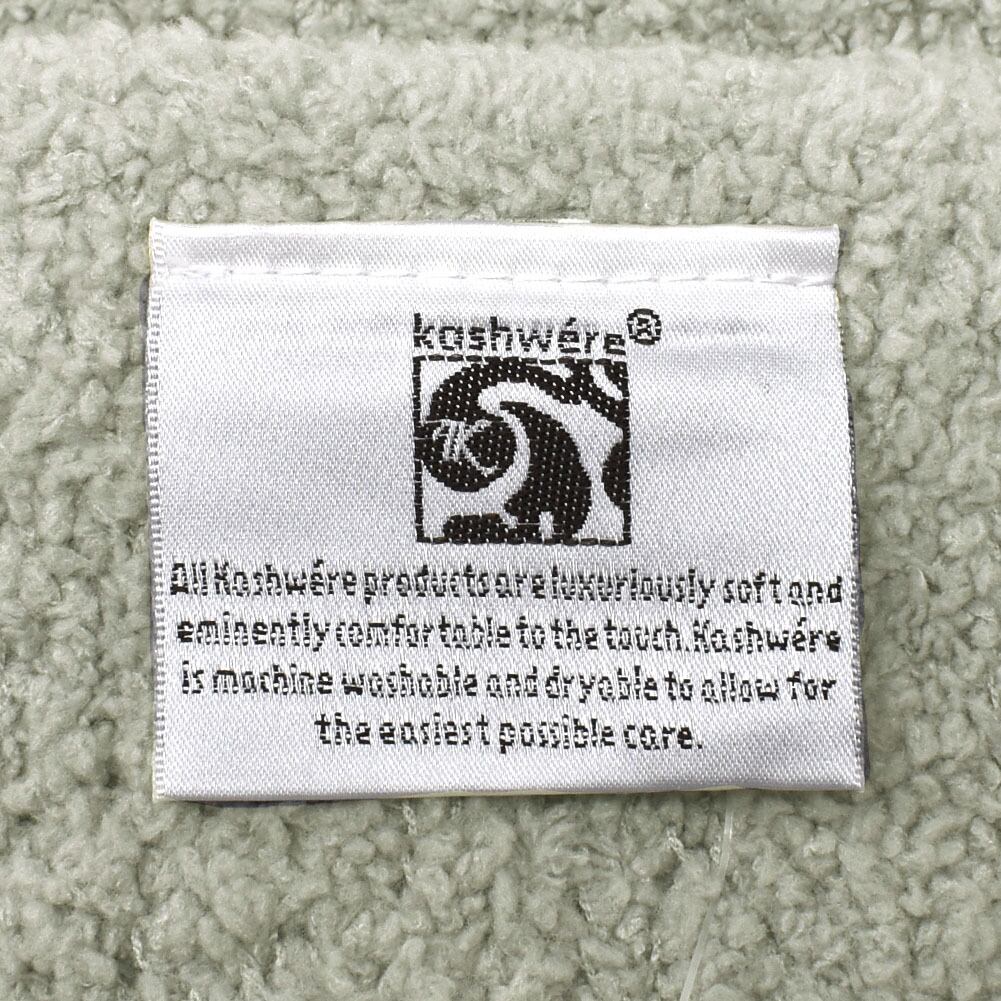 kashwére®
AK
All Kashwére products are luxuriously soft and
eminently comfortable to the touch. Kashwére
is machine washable and dryable to allow for
the easiest possible care.